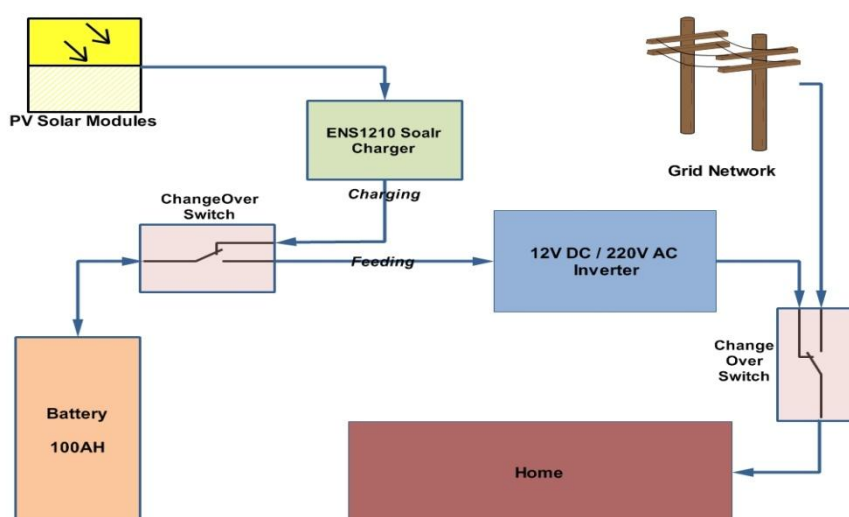 PV Solar Modules
ENS1210 Soalr
Charger
Grid Network
Charging
ChangeOver
Switch
Feeding
12V DC / 220V AC
Inverter
Change
Over
Switch
Battery
100AH
Home